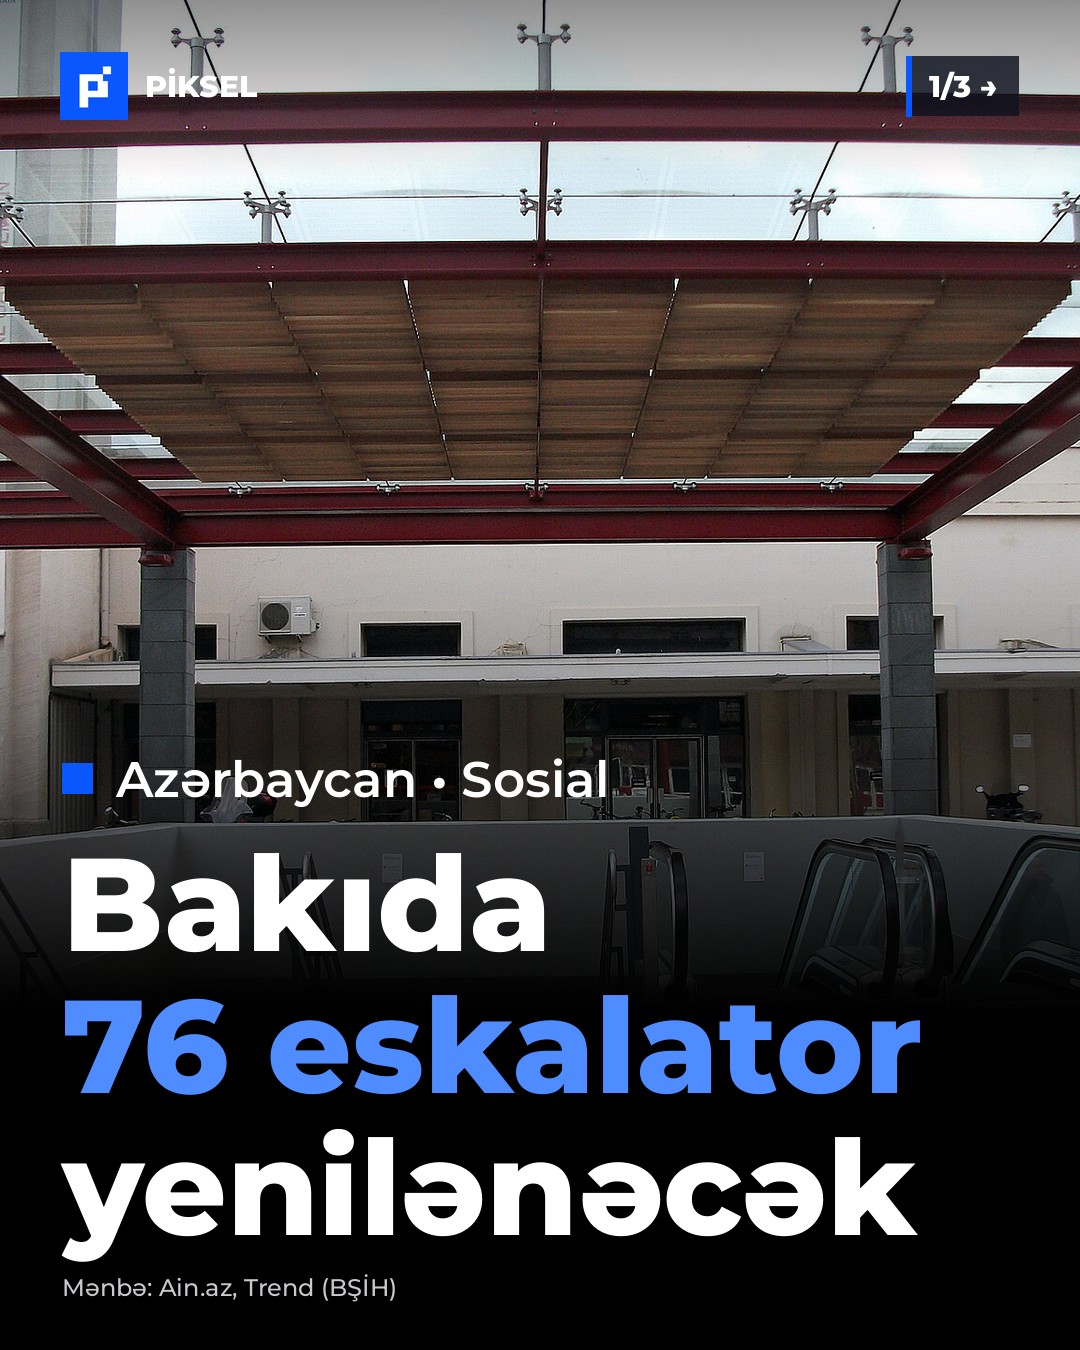 PİKSEL
1/3 →
Azərbaycan • Sosial
Bakıda
76 eskalator
yenilənəcək
Mənbə: Ain.az, Trend (BŞİH)